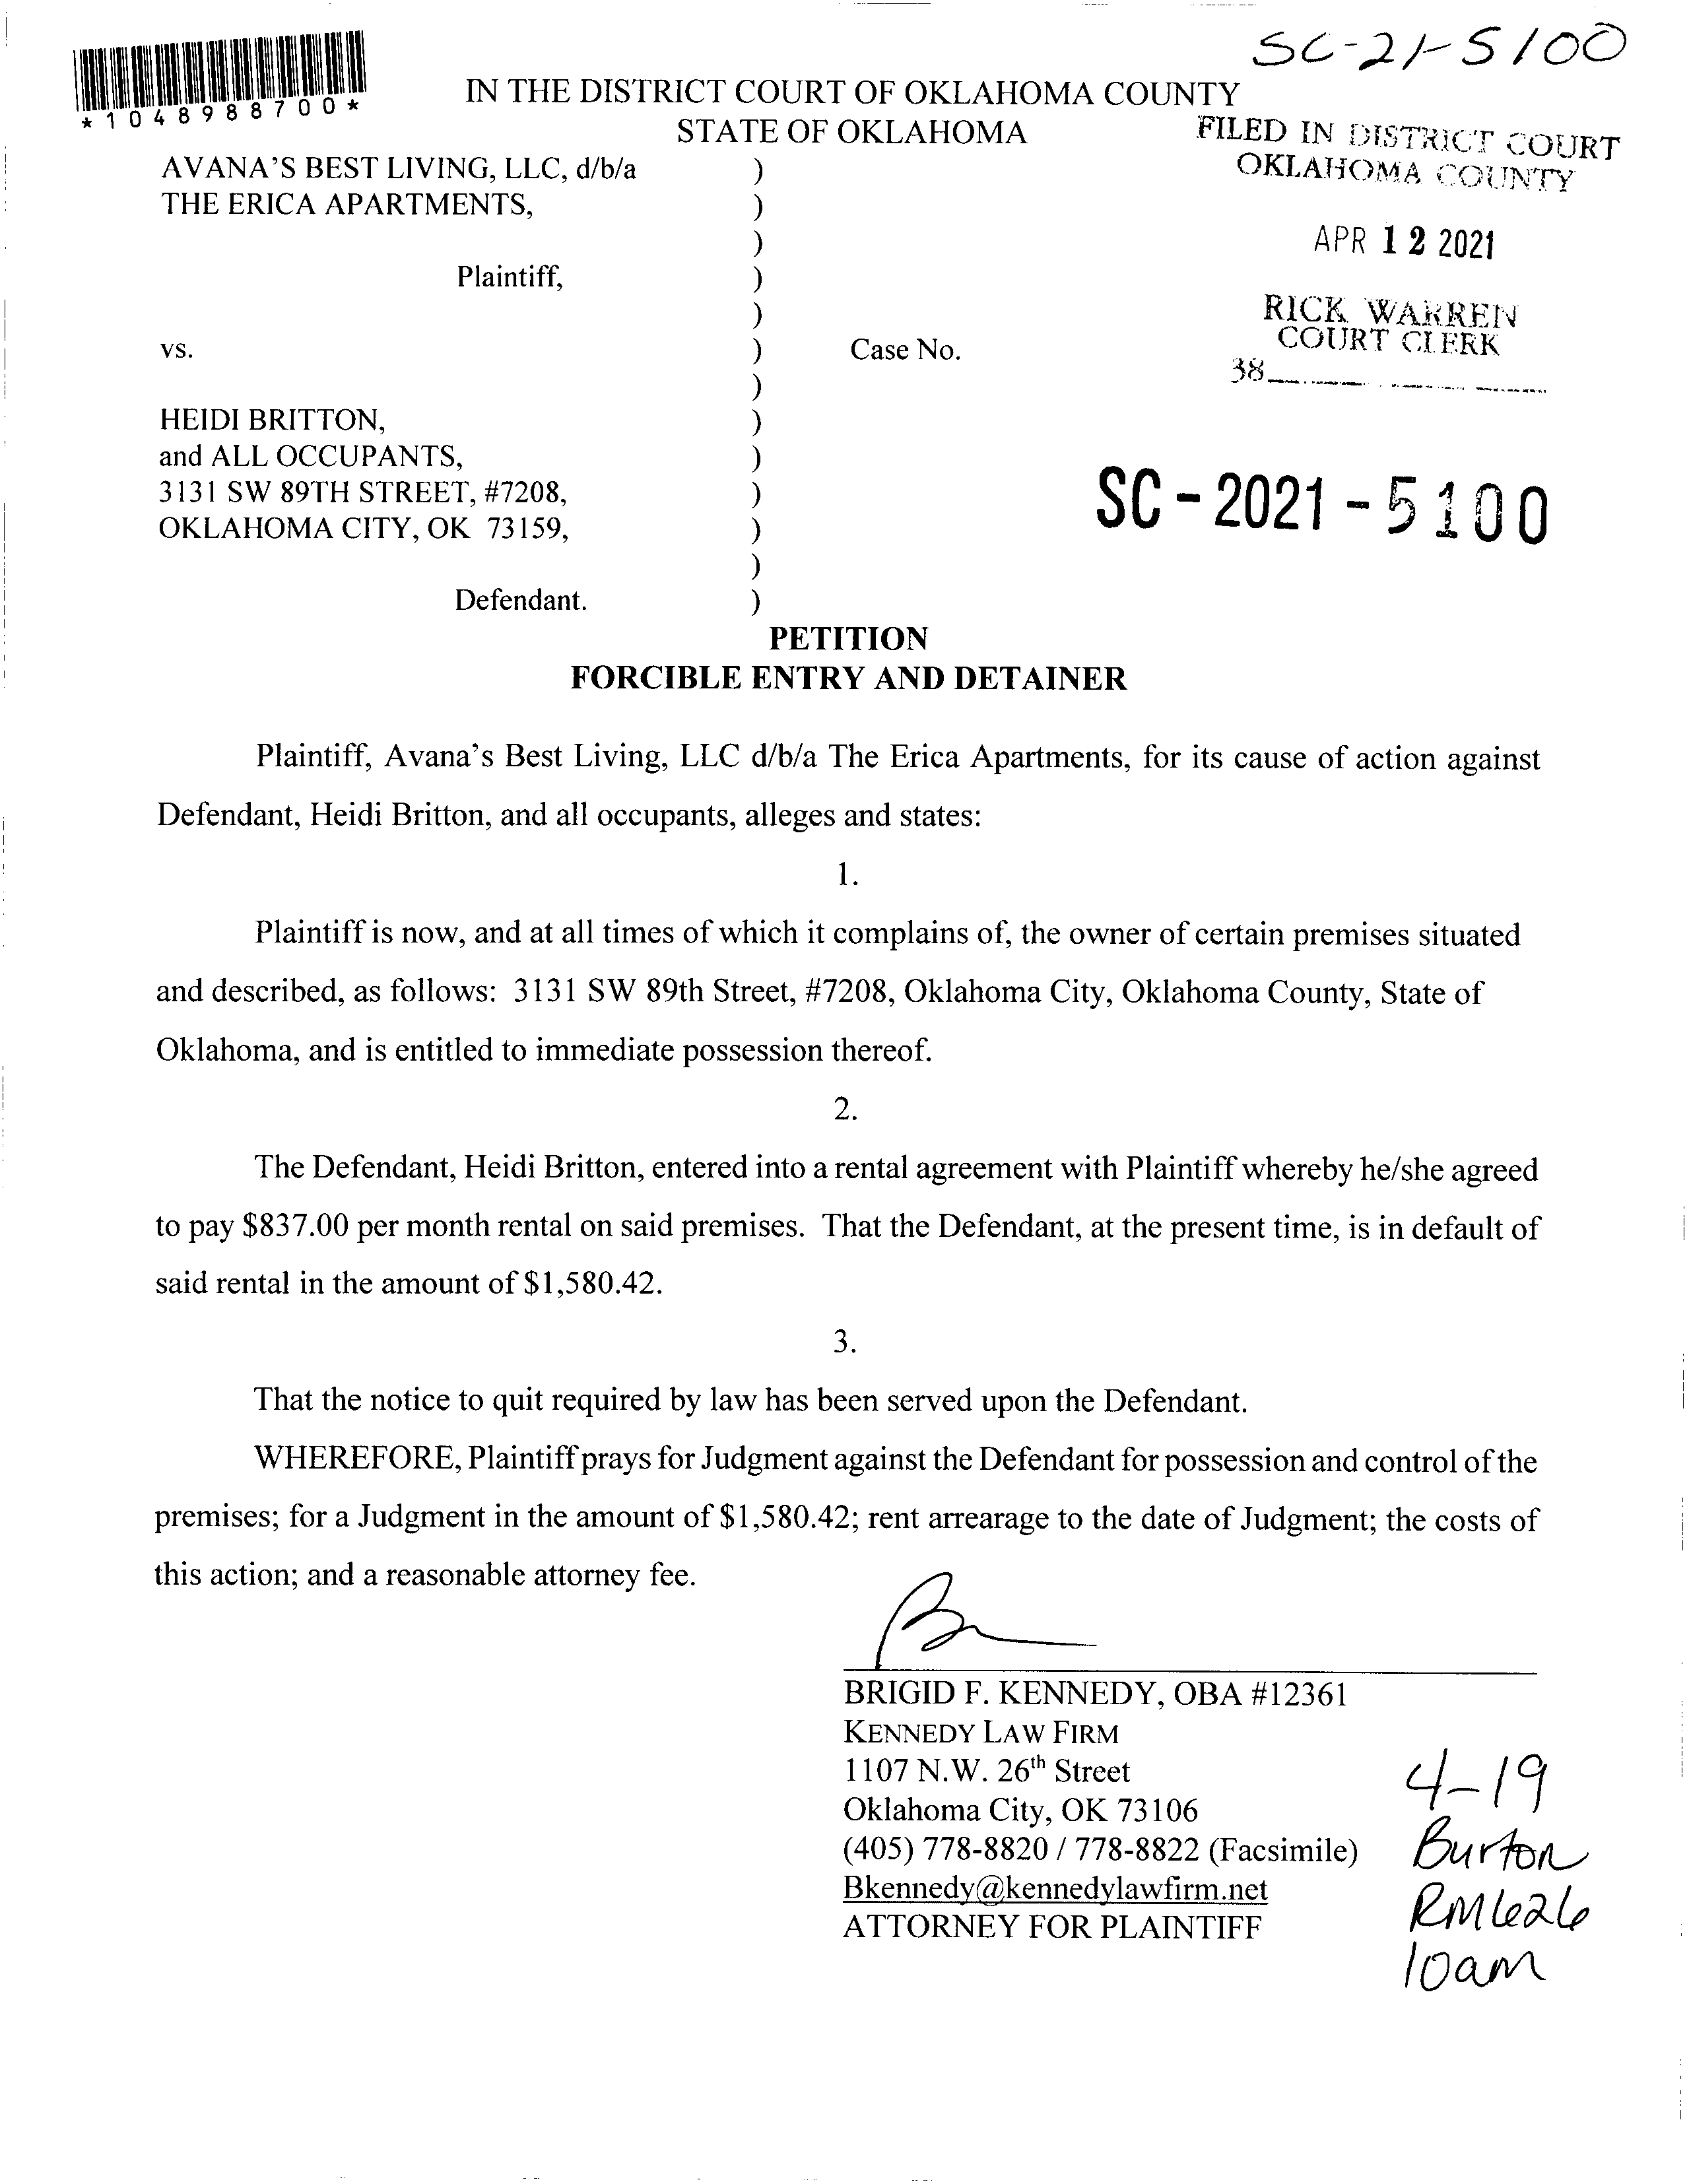 SC-21-5100
*1048988700*
IN THE DISTRICT COURT OF OKLAHOMA COUNTY
STATE OF OKLAHOMA
FILED IN DISTRICT COURT
OKLAHOMA COUNTY
APR 12 2021
RICK WARREN
COURT CLERK
38
AVANA'S BEST LIVING, LLC, d/b/a )
THE ERICA APARTMENTS, )
)
Plaintiff, )
)
vs. ) Case No.
)
HEIDI BRITTON, )
and ALL OCCUPANTS, )
3131 SW 89TH STREET, #7208, )
OKLAHOMA CITY, OK 73159, )
)
Defendant. )
SC-2021-5100
PETITION
FORCIBLE ENTRY AND DETAINER
Plaintiff, Avana's Best Living, LLC d/b/a The Erica Apartments, for its cause of action against
Defendant, Heidi Britton, and all occupants, alleges and states:
1.
Plaintiff is now, and at all times of which it complains of, the owner of certain premises situated
and described, as follows: 3131 SW 89th Street, #7208, Oklahoma City, Oklahoma County, State of
Oklahoma, and is entitled to immediate possession thereof.
2.
The Defendant, Heidi Britton, entered into a rental agreement with Plaintiff whereby he/she agreed
to pay $837.00 per month rental on said premises. That the Defendant, at the present time, is in default of
said rental in the amount of $1,580.42.
3.
That the notice to quit required by law has been served upon the Defendant.
WHEREFORE, Plaintiff prays for Judgment against the Defendant for possession and control of the
premises; for a Judgment in the amount of $1,580.42; rent arrearage to the date of Judgment; the costs of
this action; and a reasonable attorney fee.
BRIGID F. KENNEDY, OBA #12361
KENNEDY LAW FIRM
1107 N.W. 26th Street
Oklahoma City, OK 73106
(405) 778-8820 / 778-8822 (Facsimile)
Bkennedy@kennedylawfirm.net
ATTORNEY FOR PLAINTIFF
4-19
Burton
RM626
10am